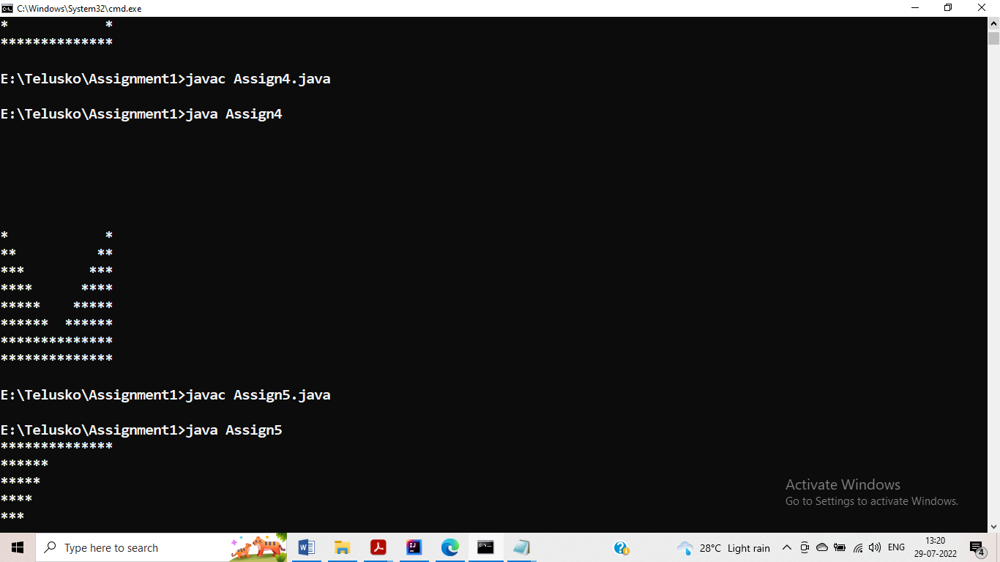 C:\Windows\System32\cmd.exe
*            *
**************
E:\Telusko\Assignment1>javac Assign4.java
E:\Telusko\Assignment1>java Assign4
*            *
**          **
***        ***
****      ****
*****    *****
******  ******
**************
**************
E:\Telusko\Assignment1>javac Assign5.java
E:\Telusko\Assignment1>java Assign5
**************
******
*****
****
***
Activate Windows
Go to Settings to activate Windows.
Type here to search
28°C Light rain
ENG
13:20
29-07-2022
4